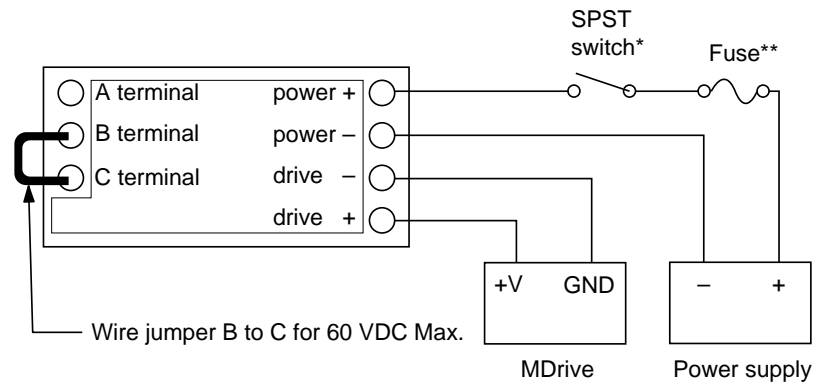 SPST
switch*
Fuse**
A terminal power +
B terminal power –
C terminal drive –
drive +
+V GND – +
Wire jumper B to C for 60 VDC Max.
MDrive Power supply